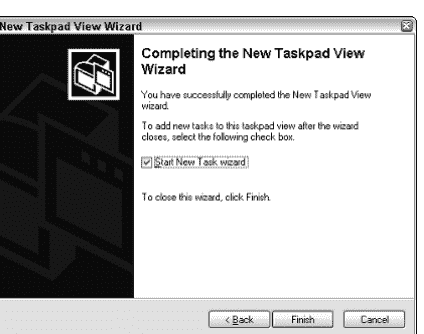 New Taskpad View Wizard
Completing the New Taskpad View
Wizard
You have successfully completed the New Taskpad View
wizard.
To add new tasks to this taskpad view after the wizard
closes, select the following check box.
Start New Task wizard
To close this wizard, click Finish.
< Back
Finish
Cancel